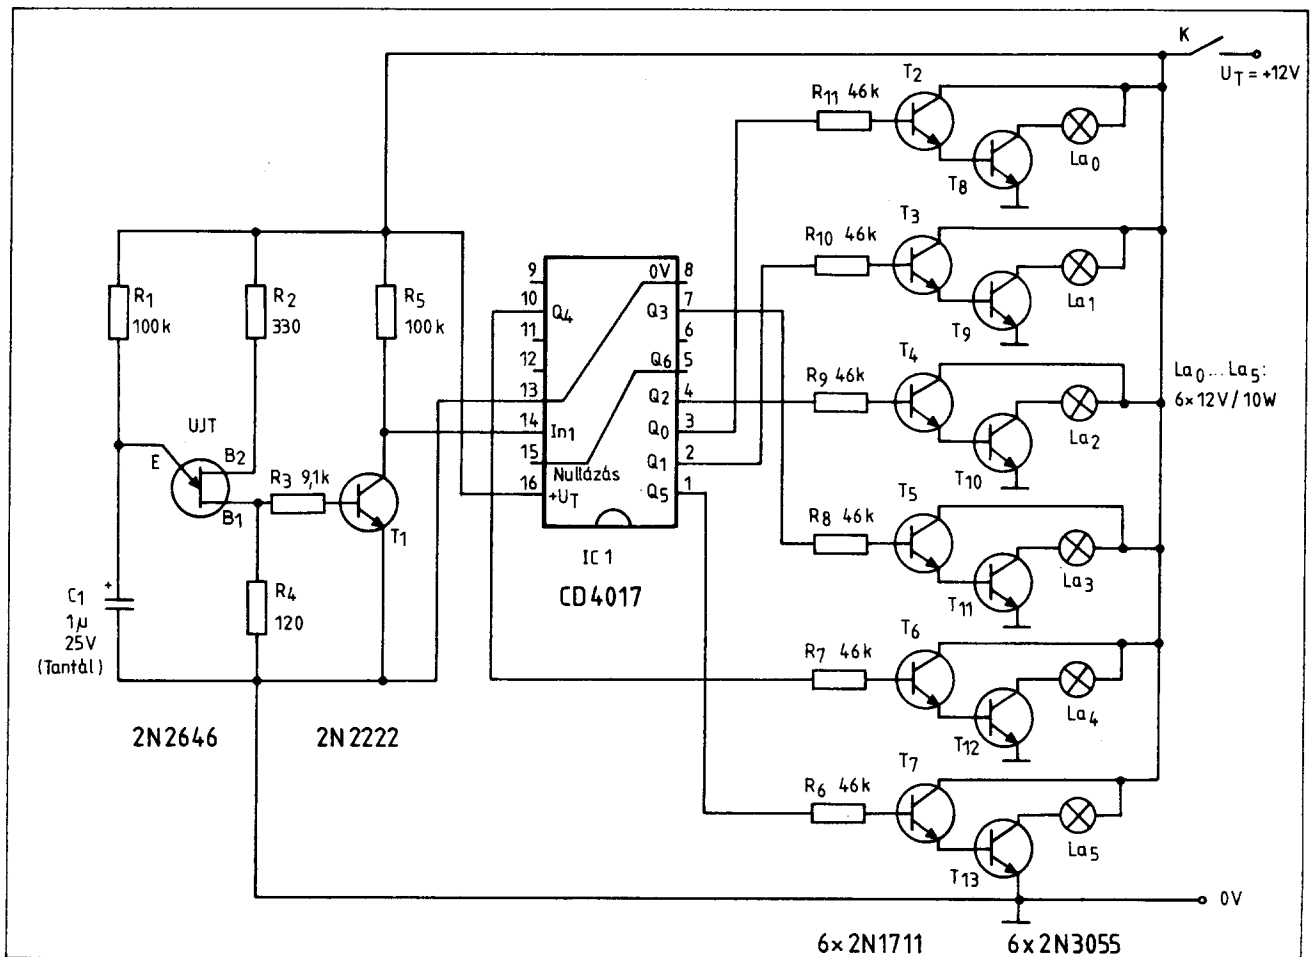 K
U_T = +12V
T2
R11 46k
La0
T8
T3
R10 46k
La1
T9
T4
R9 46k
La2
T10
La0...La5:
6×12V/10W
T5
R8 46k
La3
T11
T6
R7 46k
La4
T12
T7
R6 46k
La5
T13
0V
6×2N1711
6×2N3055
R1
100k
R2
330
R5
100k
UJT
E
B2
B1
R3 9,1k
T1
C1
+
1μ
25V
(Tantál)
R4
120
2N2646
2N2222
9
10
11
12
13
14
15
16
Q4
In1
Nullázás
+U_T
0V
Q3
Q6
Q2
Q0
Q1
Q5
8
7
6
5
4
3
2
1
IC1
CD4017